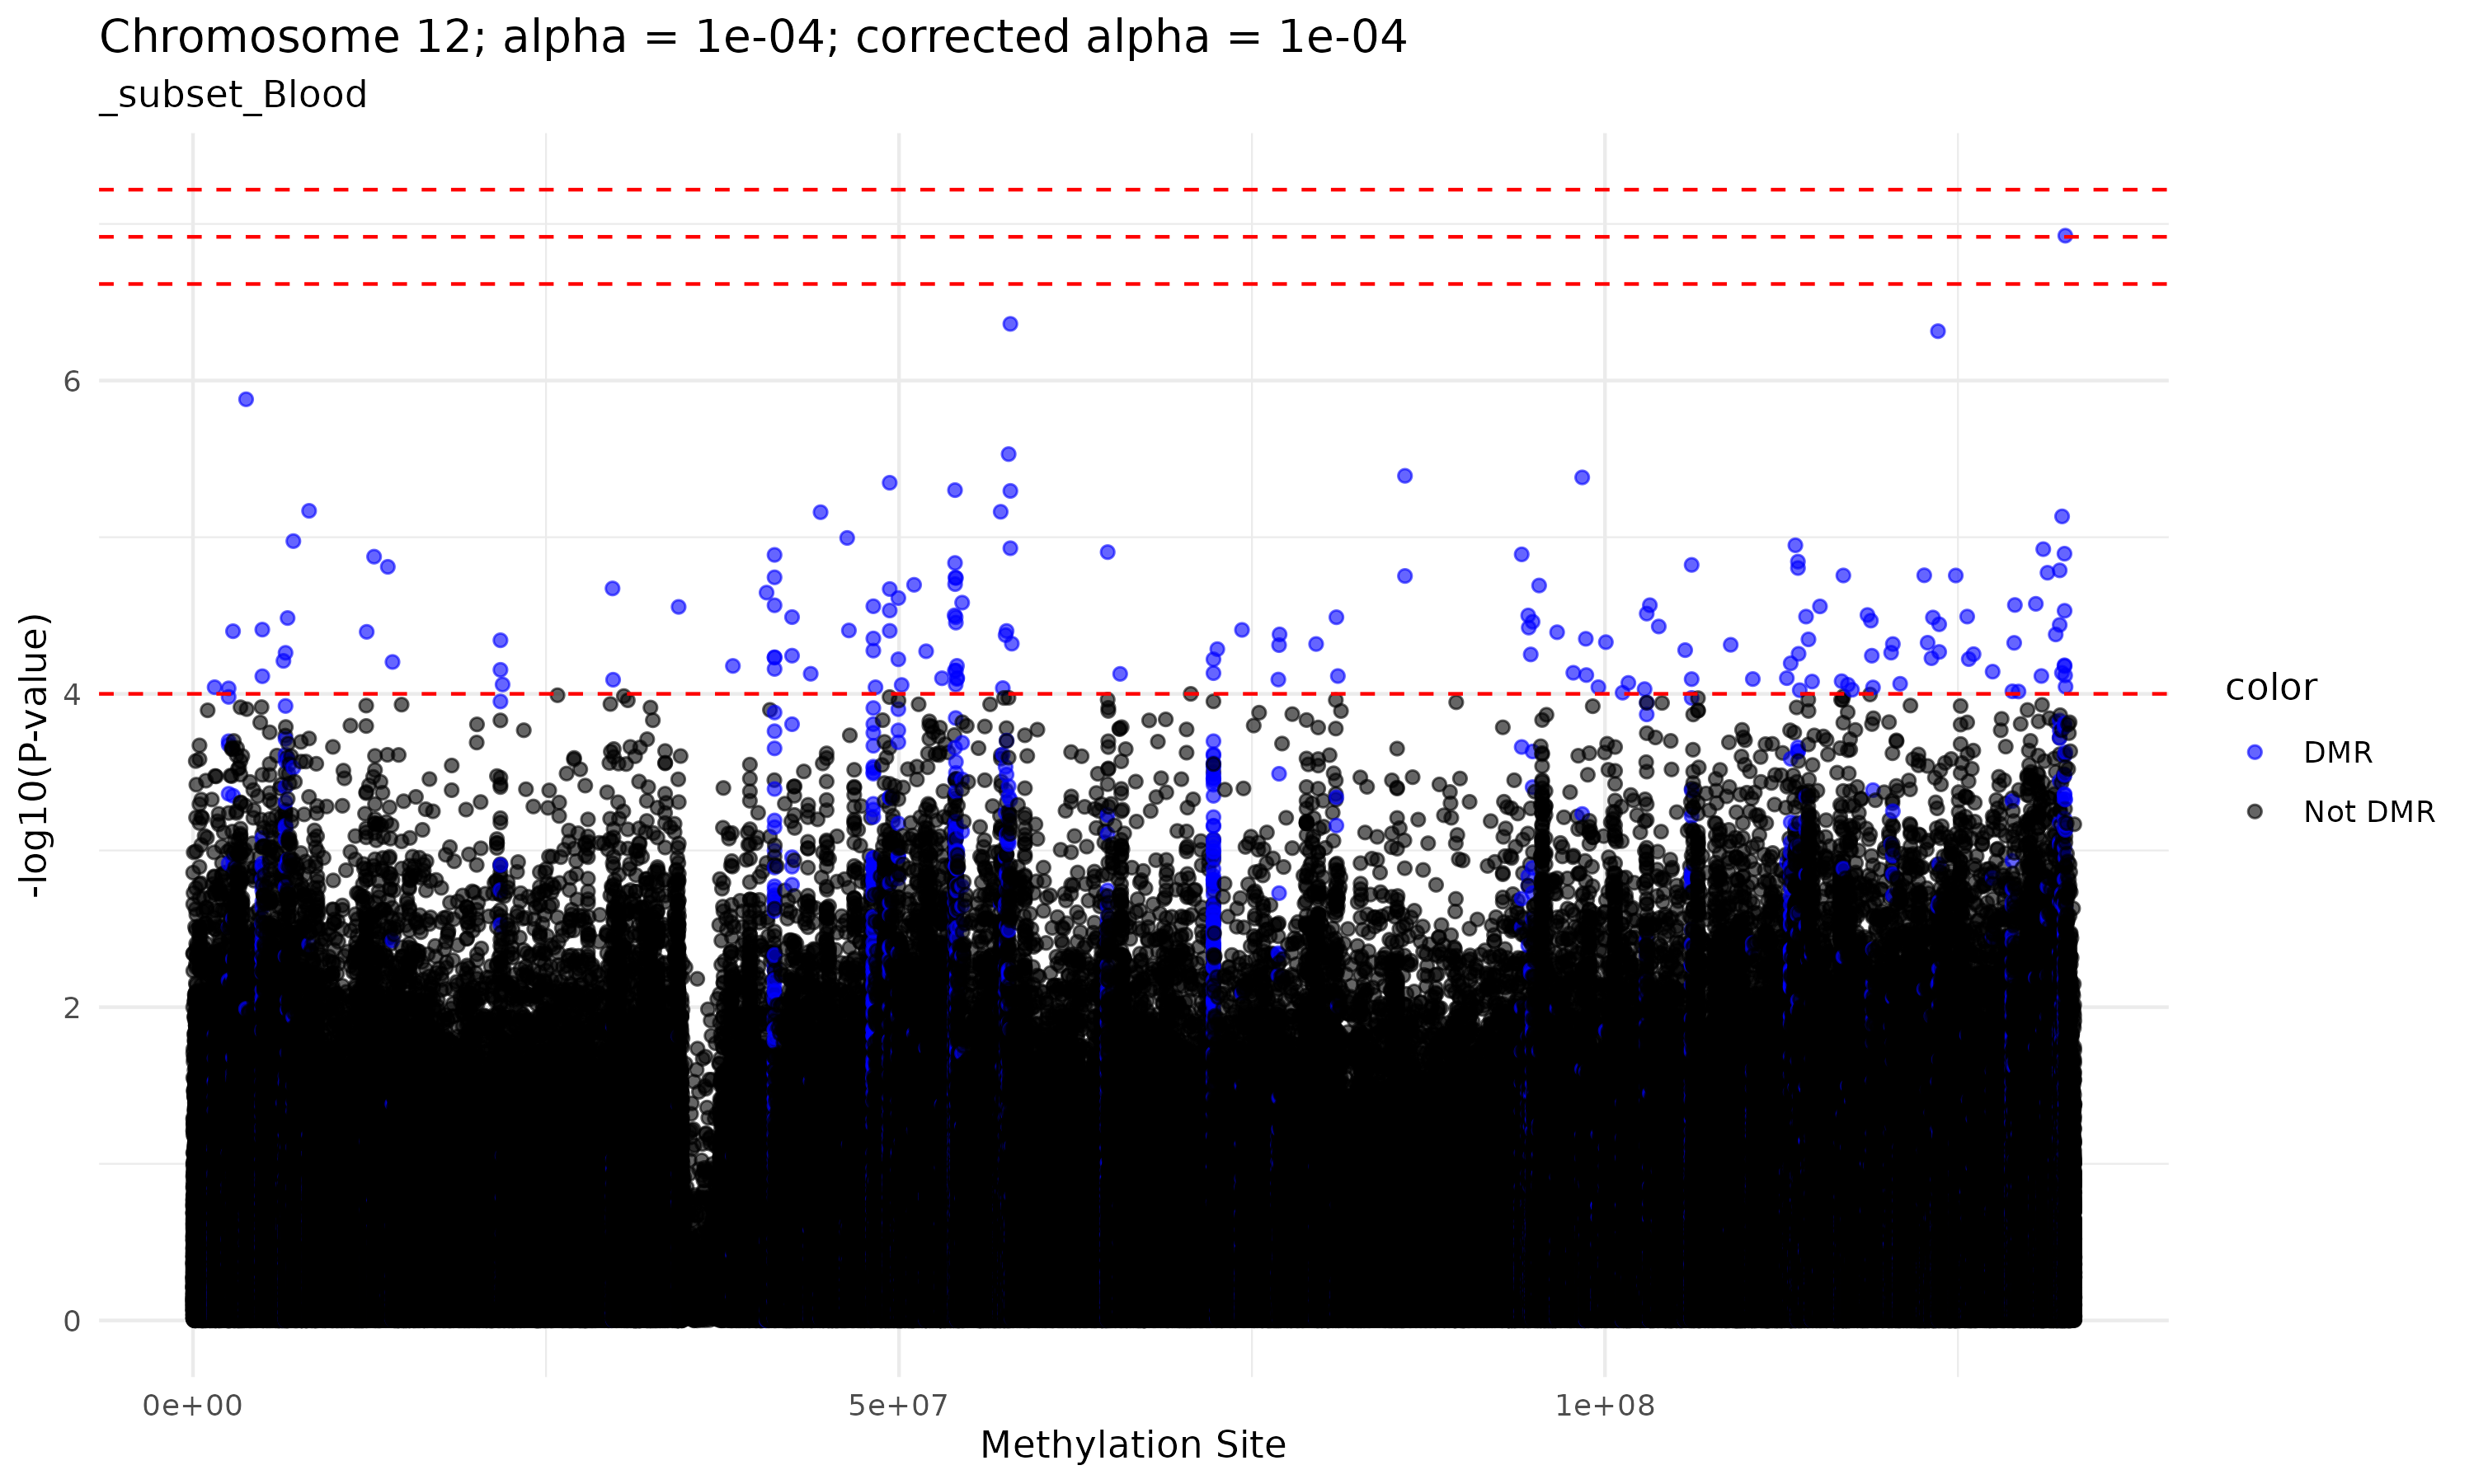 Chromosome 12; alpha = 1e-04; corrected alpha = 1e-04
_subset_Blood
-log10(P-value)
6
4
2
0
0e+00
5e+07
1e+08
Methylation Site
color
DMR
Not DMR